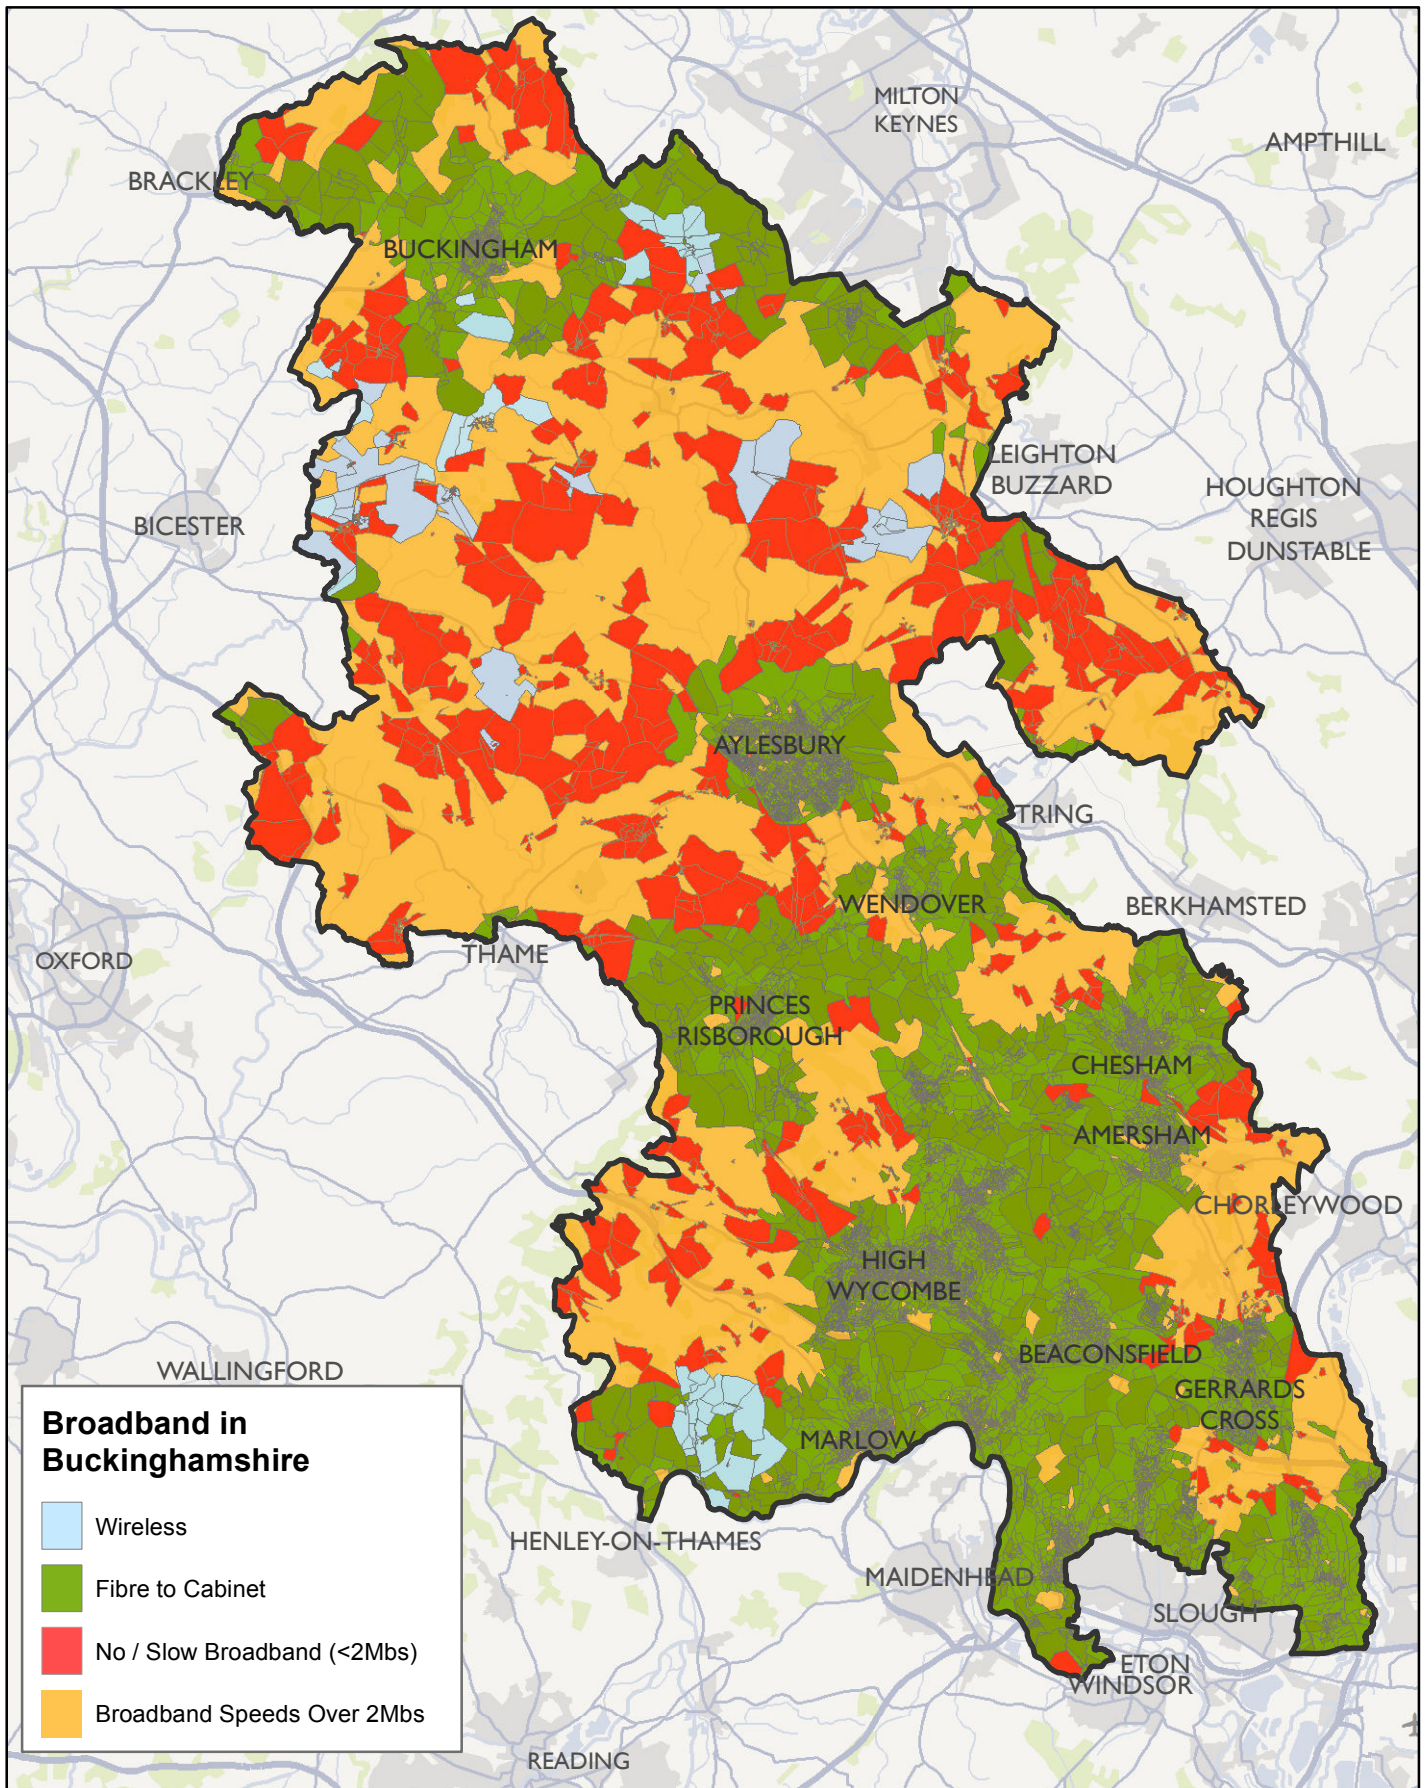 MILTON
KEYNES
AMPTHILL
BRACKLEY
BUCKINGHAM
LEIGHTON
BUZZARD
HOUGHTON
REGIS
DUNSTABLE
BICESTER
AYLESBURY
TRING
WENDOVER
BERKHAMSTED
THAME
OXFORD
PRINCES
RISBOROUGH
CHESHAM
AMERSHAM
CHORLEYWOOD
HIGH
WYCOMBE
BEACONSFIELD
WALLINGFORD
GERRARDS
CROSS
MARLOW
HENLEY-ON-THAMES
MAIDENHEAD
SLOUGH
ETON
WINDSOR
READING
Broadband in
Buckinghamshire
Wireless
Fibre to Cabinet
No / Slow Broadband (<2Mbs)
Broadband Speeds Over 2Mbs